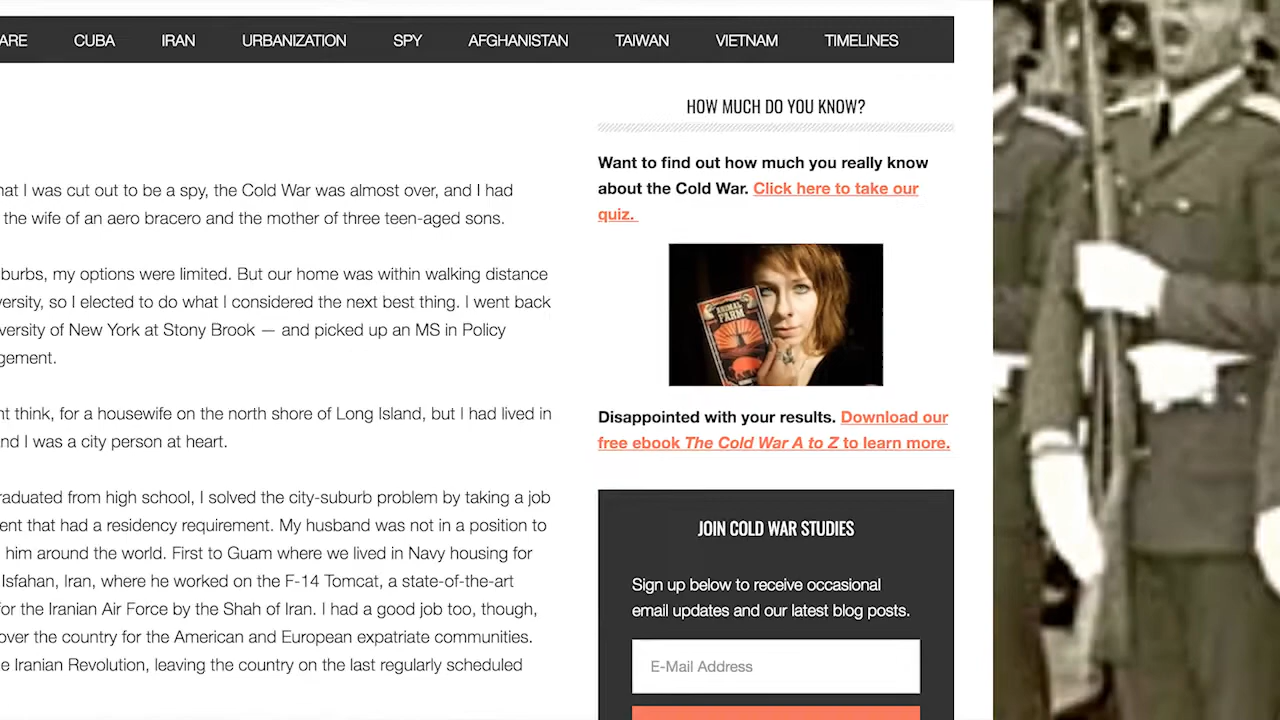 ARE CUBA IRAN URBANIZATION SPY AFGHANISTAN TAIWAN VIETNAM TIMELINES
hat I was cut out to be a spy, the Cold War was almost over, and I had
the wife of an aero bracero and the mother of three teen-aged sons.
burbs, my options were limited. But our home was within walking distance
versity, so I elected to do what I considered the next best thing. I went back
versity of New York at Stony Brook — and picked up an MS in Policy
gement.
nt think, for a housewife on the north shore of Long Island, but I had lived in
nd I was a city person at heart.
raduated from high school, I solved the city-suburb problem by taking a job
ent that had a residency requirement. My husband was not in a position to
him around the world. First to Guam where we lived in Navy housing for
Isfahan, Iran, where he worked on the F-14 Tomcat, a state-of-the-art
for the Iranian Air Force by the Shah of Iran. I had a good job too, though,
over the country for the American and European expatriate communities.
e Iranian Revolution, leaving the country on the last regularly scheduled
HOW MUCH DO YOU KNOW?
Want to find out how much you really know
about the Cold War. Click here to take our
quiz.
ANIMAL
FARM
Disappointed with your results. Download our
free ebook The Cold War A to Z to learn more.
JOIN COLD WAR STUDIES
Sign up below to receive occasional
email updates and our latest blog posts.
E-Mail Address